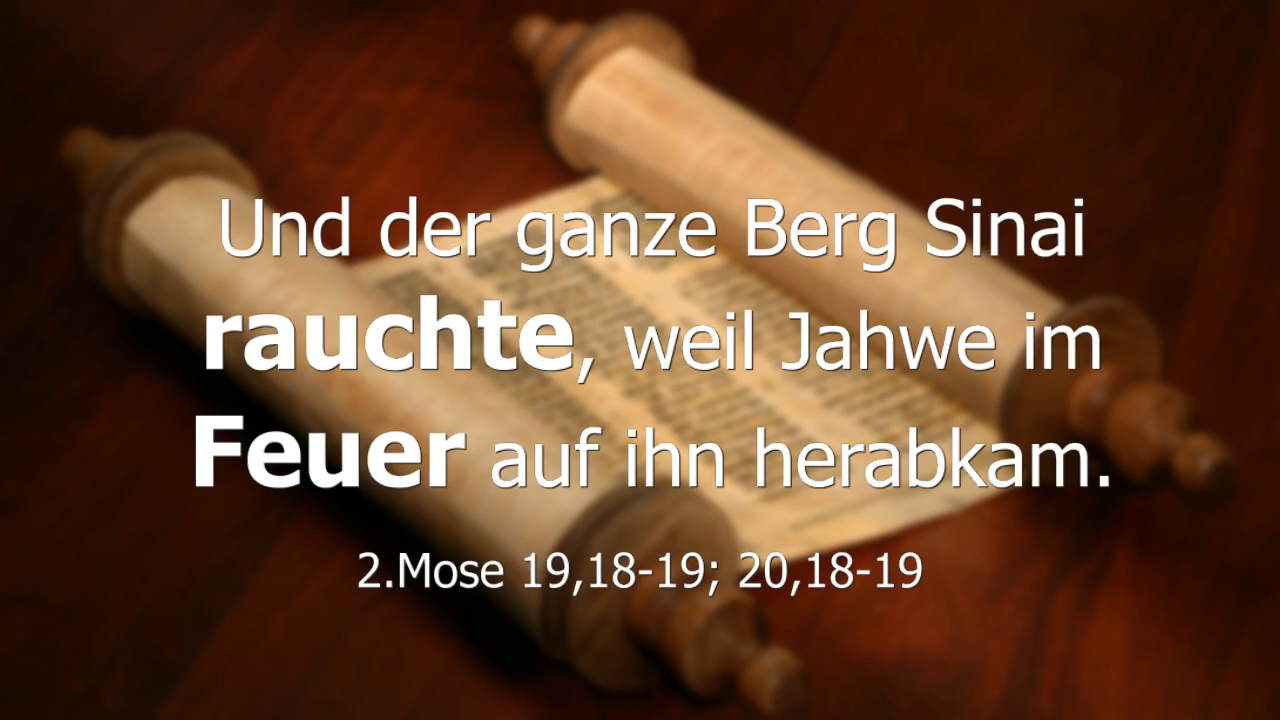 Und der ganze Berg Sinai
rauchte, weil Jahwe im
Feuer auf ihn herabkam.
2.Mose 19,18-19; 20,18-19